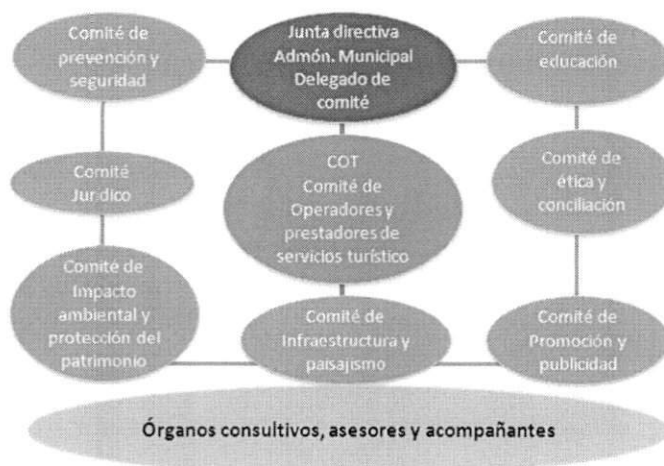 Comité de
prevención y
seguridad
Junta directiva
Admón. Municipal
Delegado de
comité
Comité de
educación
Comité
Jurídico
COT
Comité de
Operadores y
prestadores de
servicios turístico
Comité de
ética y
conciliación
Comité de
Impacto
ambiental y
protección del
patrimonio
Comité de
Infraestructura y
paisajismo
Comité de
Promoción y
publicidad
Órganos consultivos, asesores y acompañantes